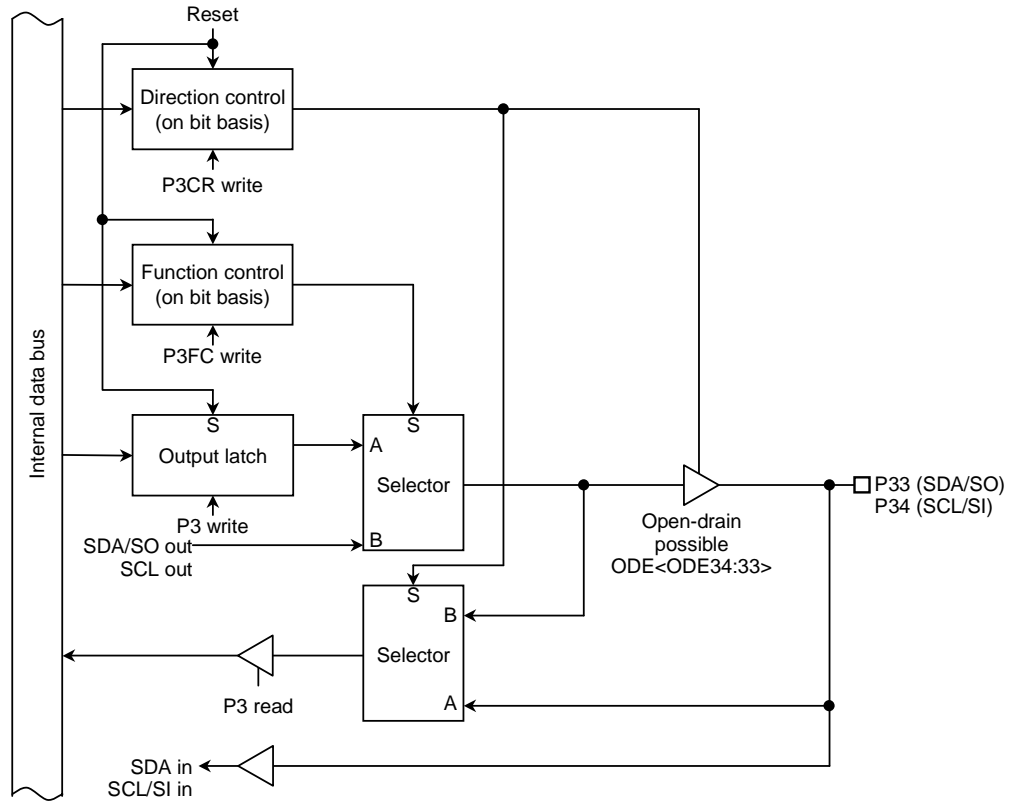 Reset
Direction control
(on bit basis)
P3CR write
Function control
(on bit basis)
P3FC write
Internal data bus
S
Output latch
P3 write
SDA/SO out
SCL out
S
A
Selector
B
P33 (SDA/SO)
P34 (SCL/SI)
Open-drain
possible
ODE<ODE34:33>
S
B
Selector
A
P3 read
SDA in
SCL/SI in